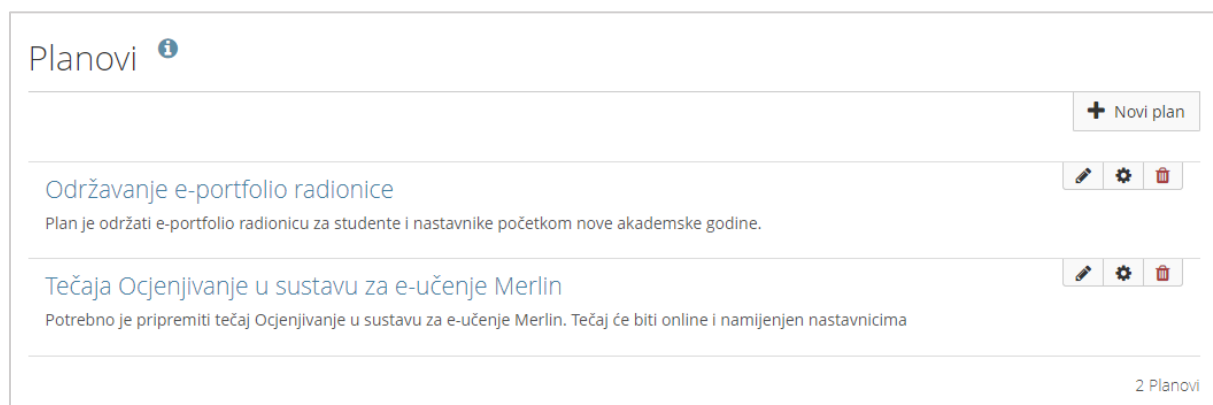 Planovi
Novi plan
Održavanje e-portfolio radionice
Plan je održati e-portfolio radionicu za studente i nastavnike početkom nove akademske godine.
Tečaja Ocjenjivanje u sustavu za e-učenje Merlin
Potrebno je pripremiti tečaj Ocjenjivanje u sustavu za e-učenje Merlin. Tečaj će biti online i namijenjen nastavnicima
2 Planovi